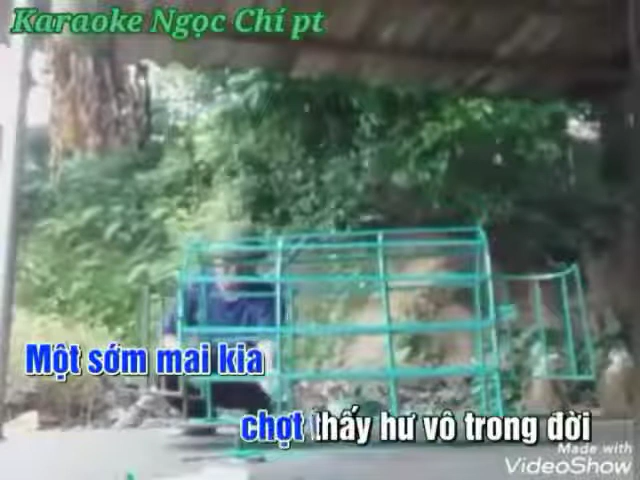 Karaoke Ngọc Chí pt
Một sớm mai kia
chợt thấy hư vô trong đời
Made with
VideoShow